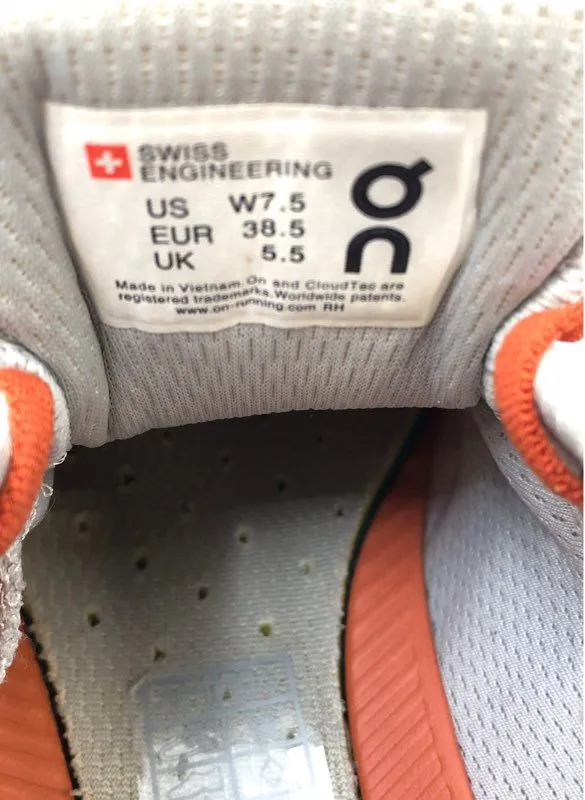 SWISS
ENGINEERING
US W7.5
EUR 38.5
UK 5.5
On
Made in Vietnam. On and CloudTec are
registered trademarks. Worldwide patents.
www.on-running.com RH